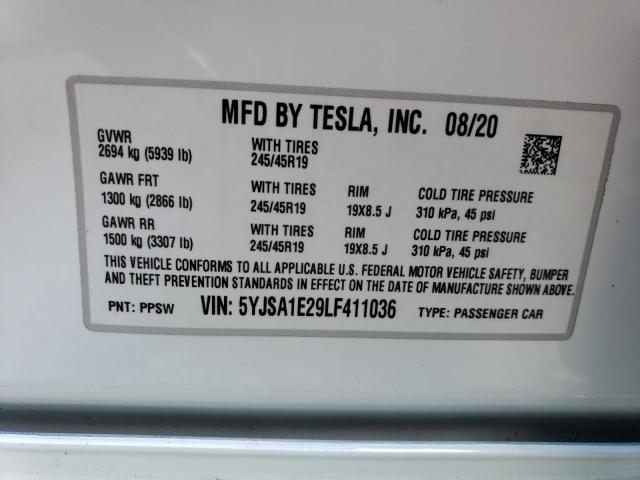 MFD BY TESLA, INC. 08/20
GVWR WITH TIRES
2694 kg (5939 lb) 245/45R19
GAWR FRT WITH TIRES RIM COLD TIRE PRESSURE
1300 kg (2866 lb) 245/45R19 19X8.5 J 310 kPa, 45 psi
GAWR RR WITH TIRES RIM COLD TIRE PRESSURE
1500 kg (3307 lb) 245/45R19 19X8.5 J 310 kPa, 45 psi
THIS VEHICLE CONFORMS TO ALL APPLICABLE U.S. FEDERAL MOTOR VEHICLE SAFETY, BUMPER
AND THEFT PREVENTION STANDARDS IN EFFECT ON THE DATE OF MANUFACTURE SHOWN ABOVE.
PNT: PPSW VIN: 5YJSA1E29LF411036 TYPE: PASSENGER CAR